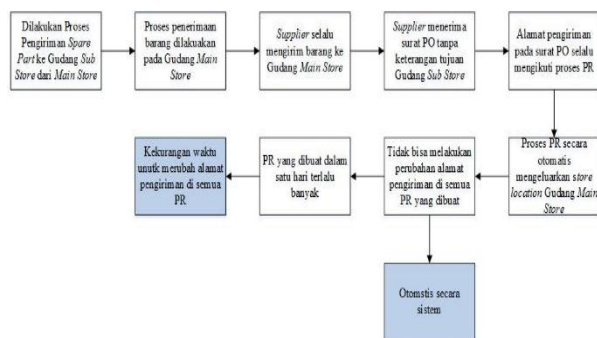 Dilakukan Proses
Pengiriman Spare
Part ke Gudang Sub
Store dari Main Store
Proses penerimaan
barang dilakuakan
pada Gudang Main
Store
Supplier selalu
mengirim barang ke
Gudang Main Store
Supplier menerima
surat PO tanpa
keterangan tujuan
Gudang Sub Store
Alamat pengiriman
pada surat PO selalu
mengikuti proses PR
Proses PR secara
otomatis
mengeluarkan store
location Gudang Main
Store
Tidak bisa melakukan
perubahan alamat
pengiriman di semua
PR yang dibuat
PR yang dibuat dalam
satu hari terlalu
banyak
Kekurangan waktu
unutk merubah alamat
pengiriman di semua
PR
Otomstis secara
sistem